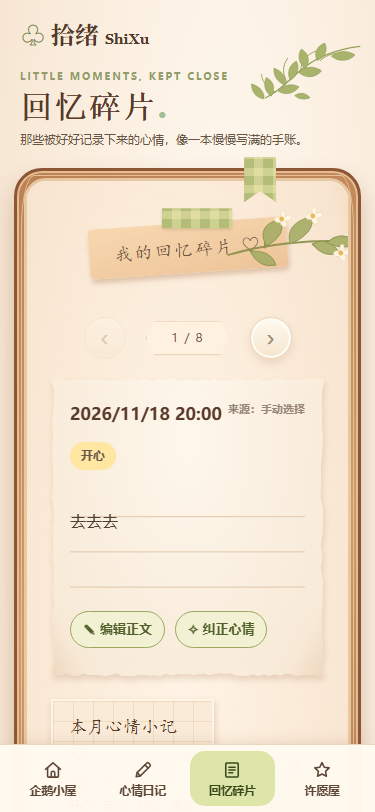 拾绪 ShiXu
LITTLE MOMENTS, KEPT CLOSE
回忆碎片。
那些被好好记录下来的心情，像一本慢慢写满的手账。
我的回忆碎片 ♡
‹ 1 / 8 ›
2026/11/18 20:00 来源：手动选择
开心
去去去
编辑正文 纠正心情
本月心情小记
企鹅小屋 心情日记 回忆碎片 许愿屋